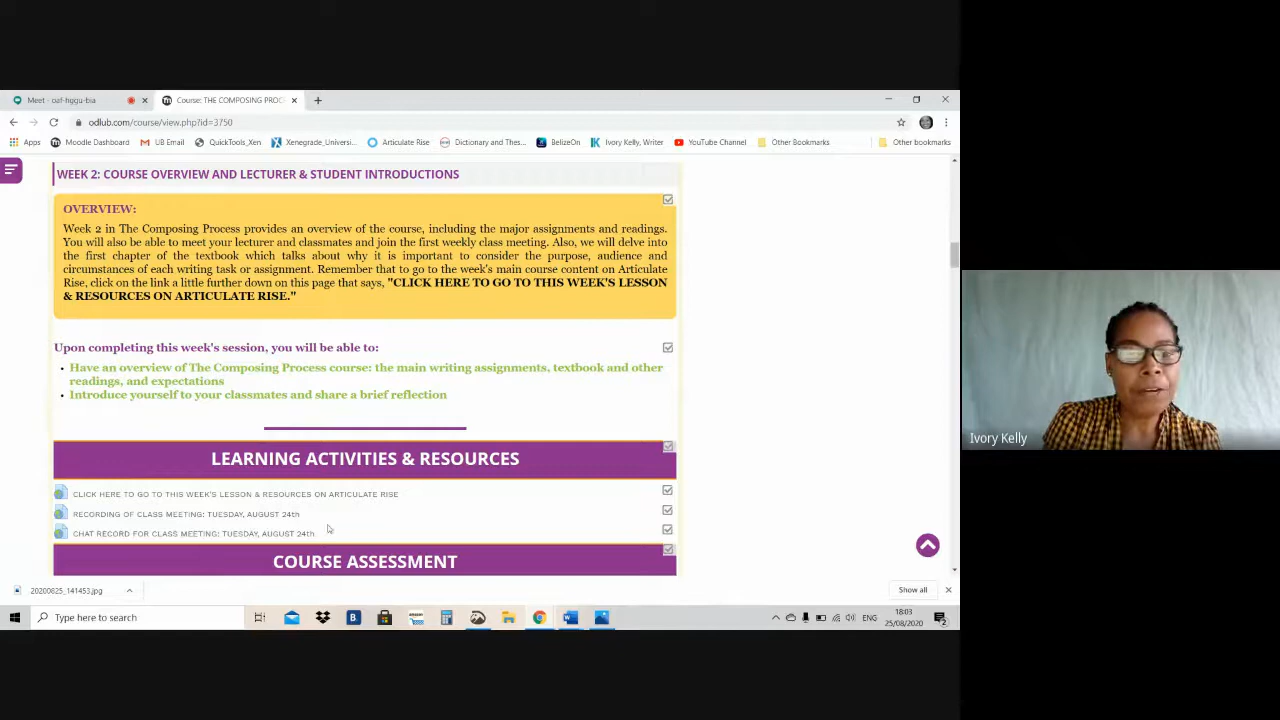 Meet - oaf-hggu-bia
Course: THE COMPOSING PROC
odlub.com/course/view.php?id=3750
Apps Moodle Dashboard UB Email QuickTools_Xen Xenegrade_Universi... Articulate Rise Dictionary and Thes... BelizeOn Ivory Kelly, Writer YouTube Channel Other Bookmarks Other bookmarks
WEEK 2: COURSE OVERVIEW AND LECTURER & STUDENT INTRODUCTIONS
OVERVIEW:
Week 2 in The Composing Process provides an overview of the course, including the major assignments and readings.
You will also be able to meet your lecturer and classmates and join the first weekly class meeting. Also, we will delve into
the first chapter of the textbook which talks about why it is important to consider the purpose, audience and
circumstances of each writing task or assignment. Remember that to go to the week's main course content on Articulate
Rise, click on the link a little further down on this page that says, "CLICK HERE TO GO TO THIS WEEK'S LESSON
& RESOURCES ON ARTICULATE RISE."
Upon completing this week's session, you will be able to:
• Have an overview of The Composing Process course: the main writing assignments, textbook and other
readings, and expectations
• Introduce yourself to your classmates and share a brief reflection
LEARNING ACTIVITIES & RESOURCES
CLICK HERE TO GO TO THIS WEEK'S LESSON & RESOURCES ON ARTICULATE RISE
RECORDING OF CLASS MEETING: TUESDAY, AUGUST 24th
CHAT RECORD FOR CLASS MEETING: TUESDAY, AUGUST 24th
COURSE ASSESSMENT
Ivory Kelly
20200825_141453.jpg
Show all
Type here to search
ENG
18:03
25/08/2020